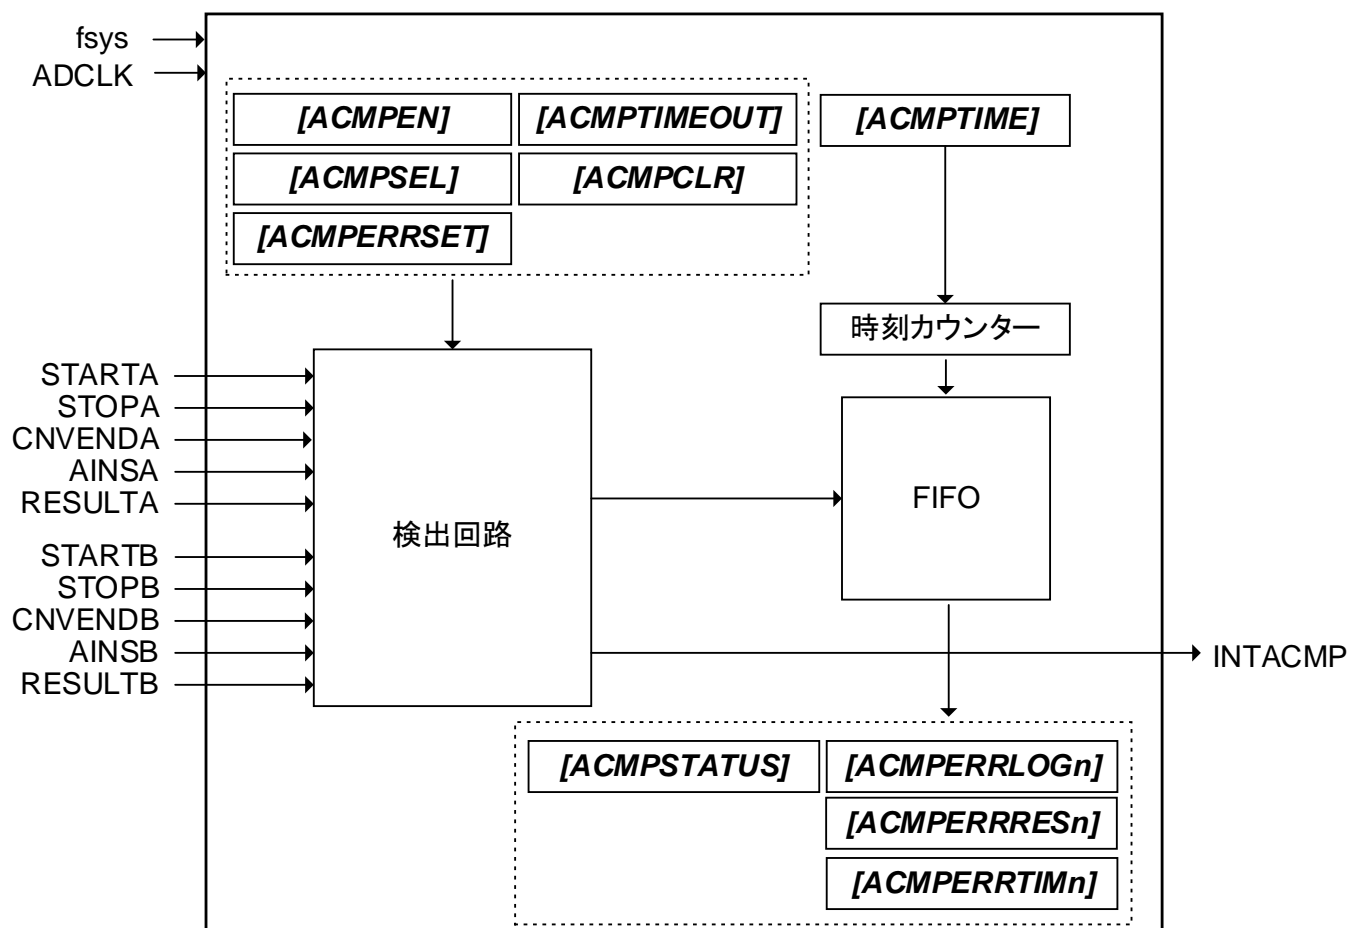 fsys
ADCLK
[ACMPEN]
[ACMPTIMEOUT]
[ACMPTIME]
[ACMPSEL]
[ACMPCLR]
[ACMPERRSET]
時刻カウンター
STARTA
STOPA
CNVENDA
AINSA
RESULTA
STARTB
STOPB
CNVENDB
AINSB
RESULTB
検出回路
FIFO
INTACMP
[ACMPSTATUS]
[ACMPERRLOGn]
[ACMPERRRESn]
[ACMPERRTIMn]